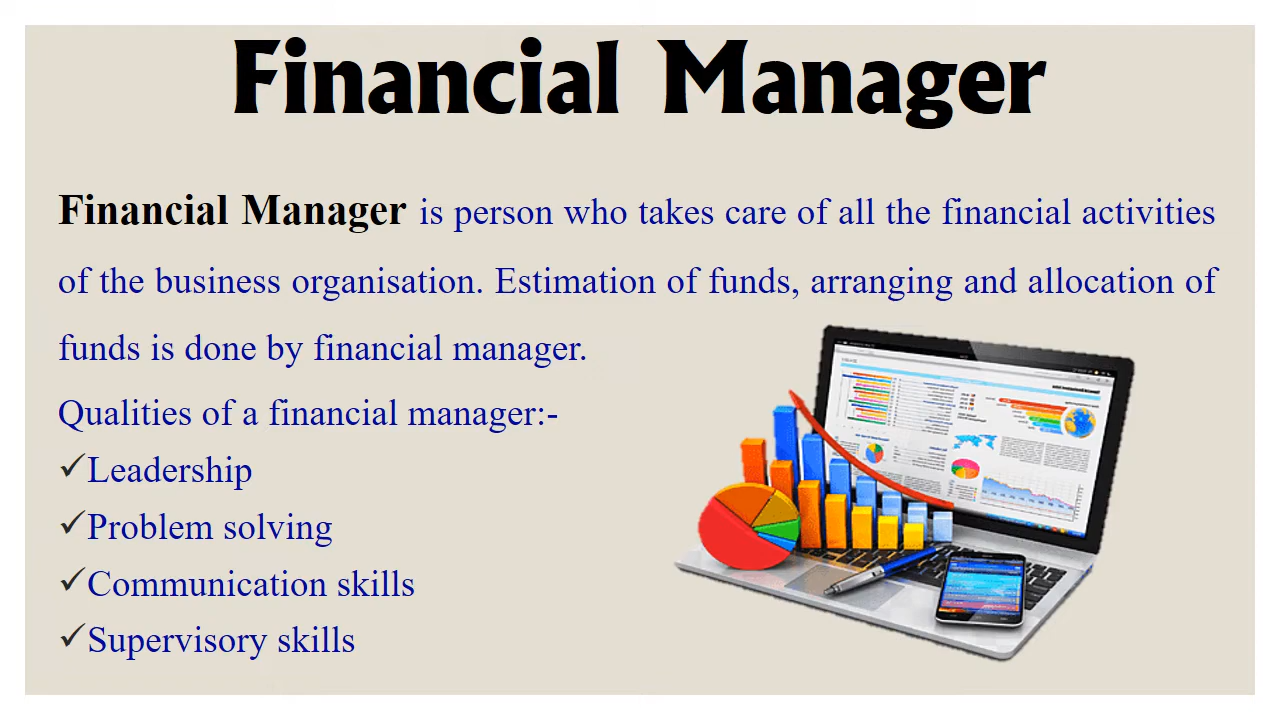 Financial Manager
Financial Manager is person who takes care of all the financial activities
of the business organisation. Estimation of funds, arranging and allocation of
funds is done by financial manager.
Qualities of a financial manager:-
✓Leadership
✓Problem solving
✓Communication skills
✓Supervisory skills